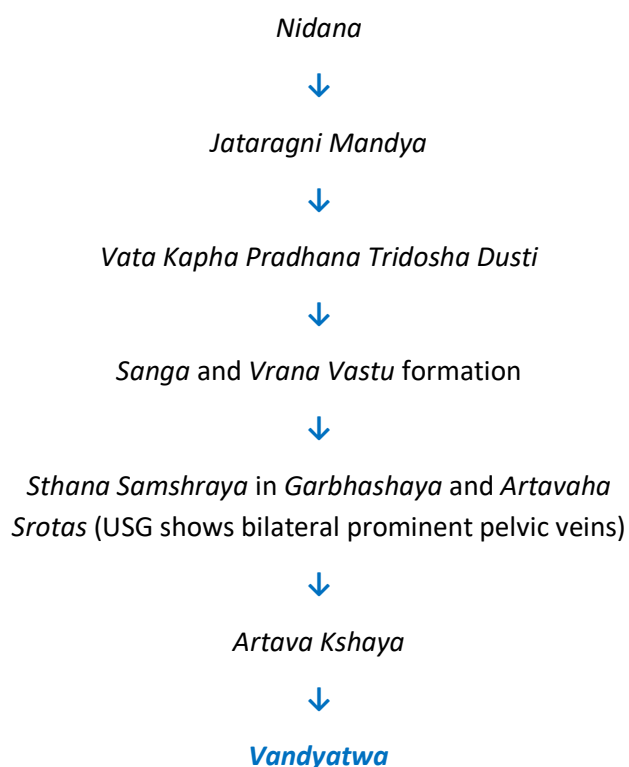 Nidana
↓
Jataragni Mandya
↓
Vata Kapha Pradhana Tridosha Dusti
↓
Sanga and Vrana Vastu formation
↓
Sthana Samshraya in Garbhashaya and Artavaha
Srotas (USG shows bilateral prominent pelvic veins)
↓
Artava Kshaya
↓
Vandyatwa